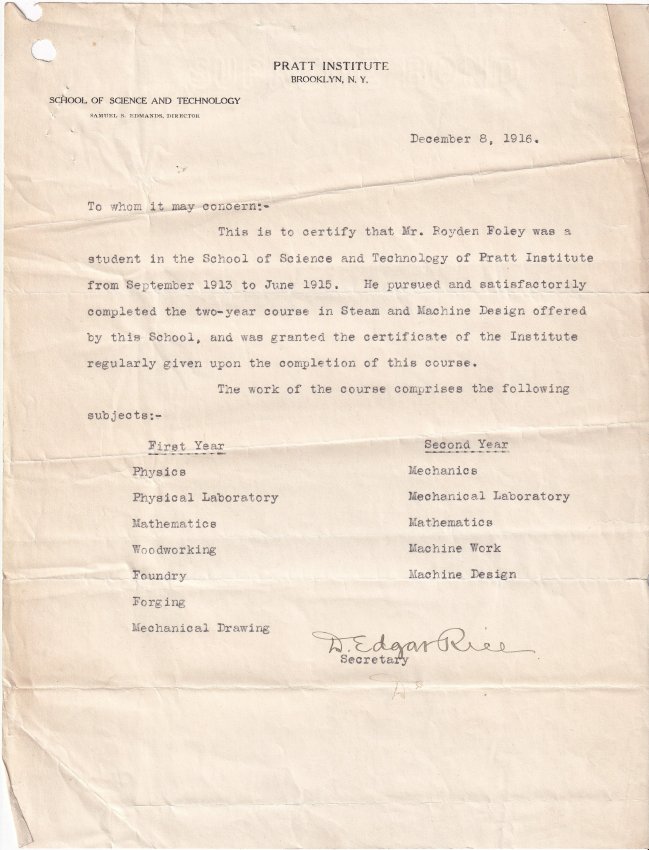 PRATT INSTITUTE
BROOKLYN, N. Y.
SCHOOL OF SCIENCE AND TECHNOLOGY
SAMUEL S. EDMANDS, DIRECTOR
December 8, 1916.
To whom it may concern:-
This is to certify that Mr. Royden Foley was a
student in the School of Science and Technology of Pratt Institute
from September 1913 to June 1915. He pursued and satisfactorily
completed the two-year course in Steam and Machine Design offered
by this School, and was granted the certificate of the Institute
regularly given upon the completion of this course.
The work of the course comprises the following
subjects:-
First Year Second Year
Physics Mechanics
Physical Laboratory Mechanical Laboratory
Mathematics Mathematics
Woodworking Machine Work
Foundry Machine Design
Forging
Mechanical Drawing
D. Edgar Rice
Secretary